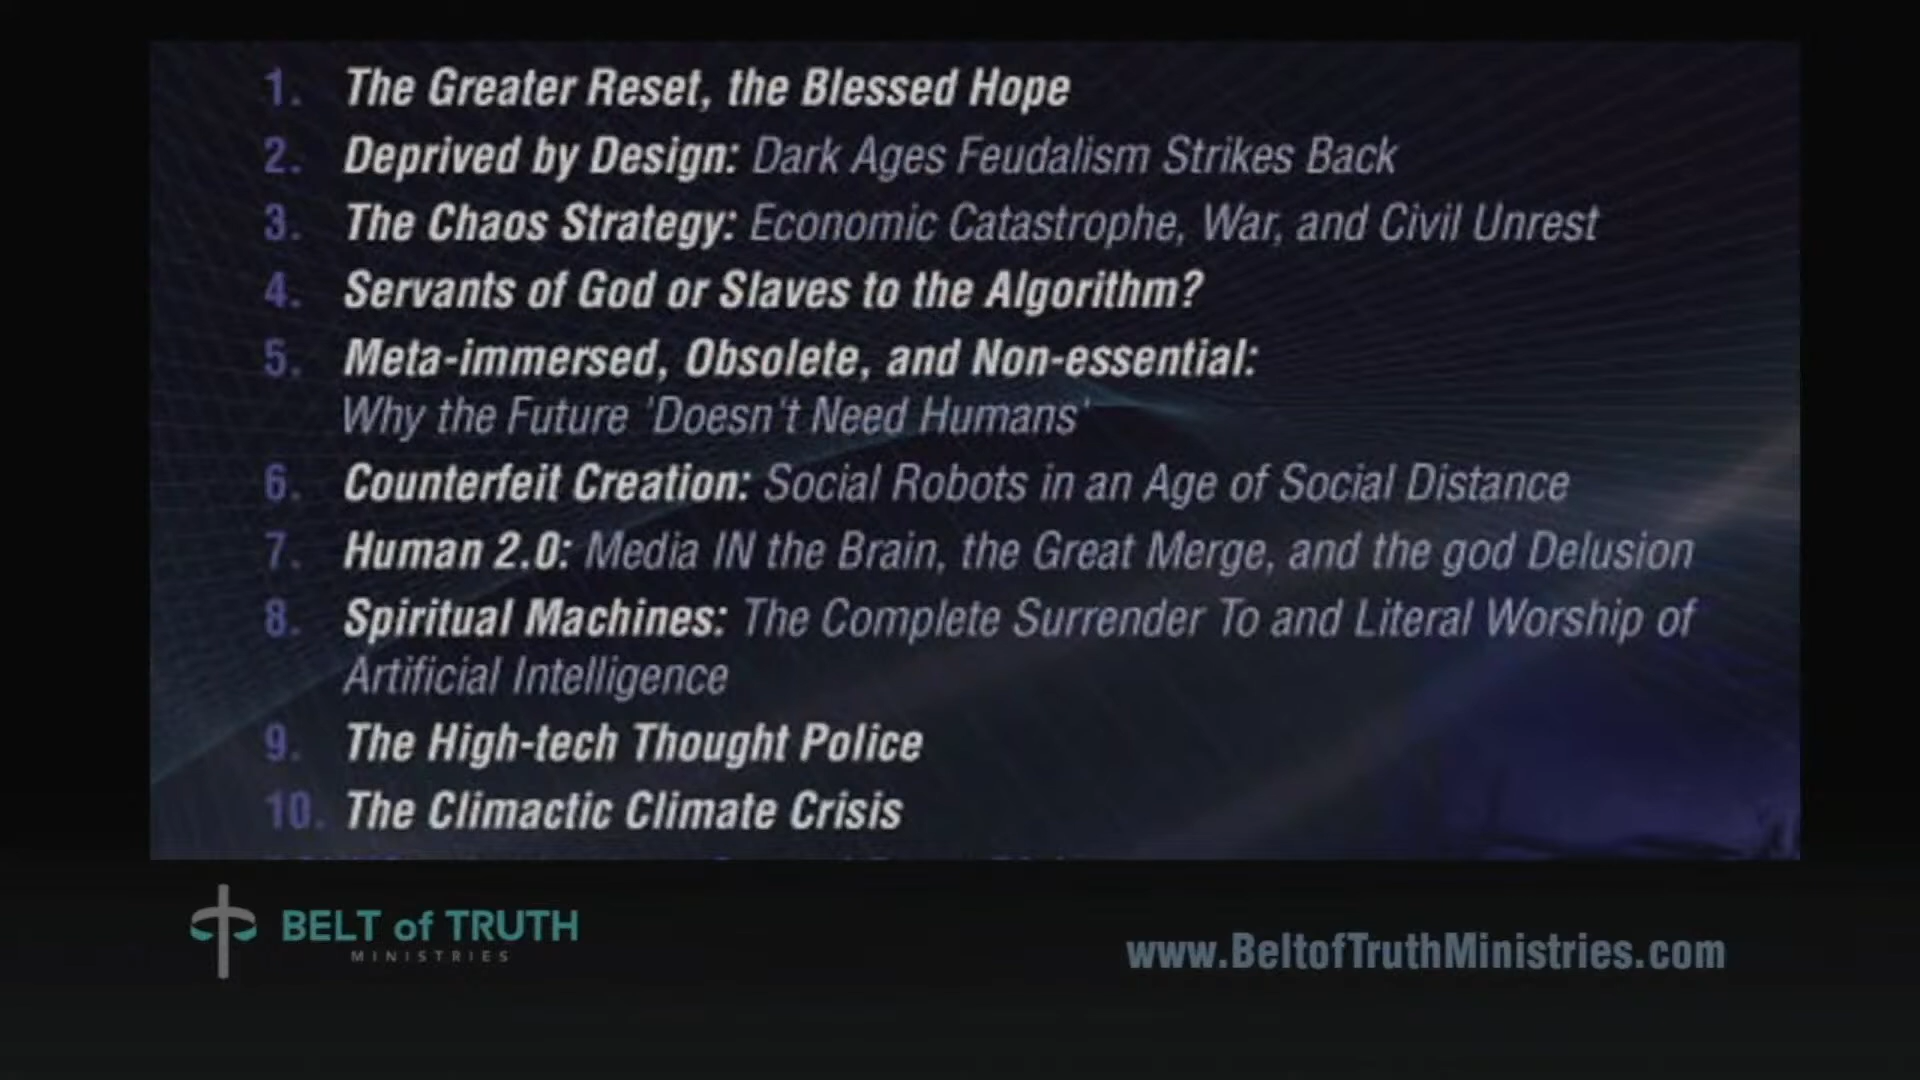 1. The Greater Reset, the Blessed Hope
2. Deprived by Design: Dark Ages Feudalism Strikes Back
3. The Chaos Strategy: Economic Catastrophe, War, and Civil Unrest
4. Servants of God or Slaves to the Algorithm?
5. Meta-immersed, Obsolete, and Non-essential:
Why the Future 'Doesn't Need Humans'
6. Counterfeit Creation: Social Robots in an Age of Social Distance
7. Human 2.0: Media IN the Brain, the Great Merge, and the god Delusion
8. Spiritual Machines: The Complete Surrender To and Literal Worship of
Artificial Intelligence
9. The High-tech Thought Police
10. The Climactic Climate Crisis
BELT of TRUTH
MINISTRIES
www.BeltofTruthMinistries.com